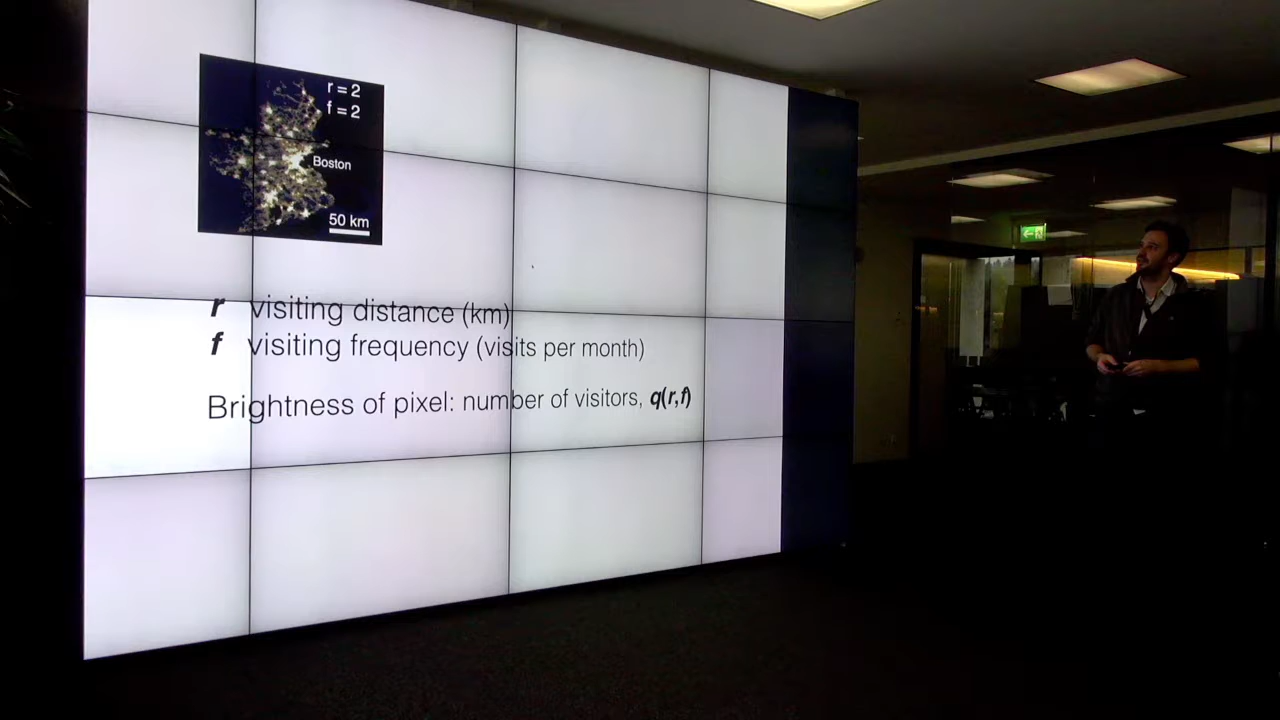 r = 2
f = 2
Boston
50 km
r visiting distance (km)
f visiting frequency (visits per month)
Brightness of pixel: number of visitors, q(r,f)